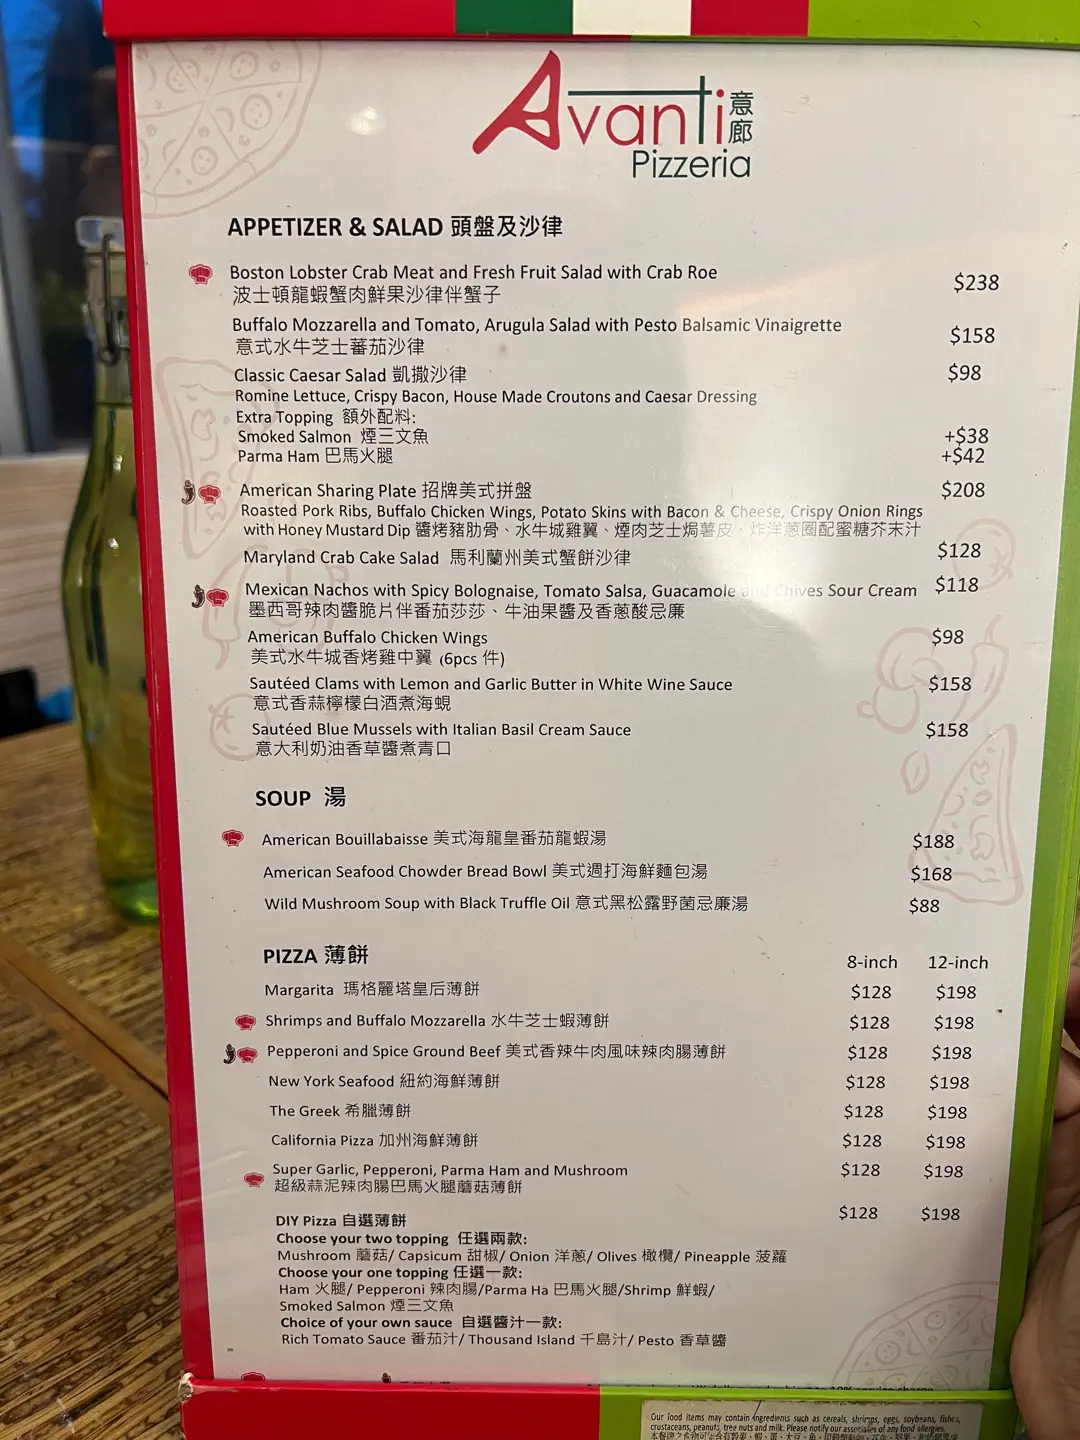 Avanti 意廊
Pizzeria
APPETIZER & SALAD 頭盤及沙律
Boston Lobster Crab Meat and Fresh Fruit Salad with Crab Roe $238
波士頓龍蝦蟹肉鮮果沙律伴蟹子
Buffalo Mozzarella and Tomato, Arugula Salad with Pesto Balsamic Vinaigrette $158
意式水牛芝士蕃茄沙律
Classic Caesar Salad 凱撒沙律 $98
Romine Lettuce, Crispy Bacon, House Made Croutons and Caesar Dressing
Extra Topping 額外配料:
Smoked Salmon 煙三文魚 +$38
Parma Ham 巴馬火腿 +$42
American Sharing Plate 招牌美式拼盤 $208
Roasted Pork Ribs, Buffalo Chicken Wings, Potato Skins with Bacon & Cheese, Crispy Onion Rings
with Honey Mustard Dip 醬烤豬肋骨、水牛城雞翼、煙肉芝士焗薯皮、炸洋蔥圈配蜜糖芥末汁
Maryland Crab Cake Salad 馬利蘭州美式蟹餅沙律 $128
Mexican Nachos with Spicy Bolognaise, Tomato Salsa, Guacamole and Chives Sour Cream $118
墨西哥辣肉醬脆片伴番茄莎莎、牛油果醬及香蔥酸忌廉
American Buffalo Chicken Wings $98
美式水牛城香烤雞中翼 (6pcs 件)
Sautéed Clams with Lemon and Garlic Butter in White Wine Sauce $158
意式香蒜檸檬白酒煮海蜆
Sautéed Blue Mussels with Italian Basil Cream Sauce $158
意大利奶油香草醬煮青口
SOUP 湯
American Bouillabaisse 美式海龍皇番茄龍蝦湯 $188
American Seafood Chowder Bread Bowl 美式週打海鮮麵包湯 $168
Wild Mushroom Soup with Black Truffle Oil 意式黑松露野菌忌廉湯 $88
PIZZA 薄餅 8-inch 12-inch
Margarita 瑪格麗塔皇后薄餅 $128 $198
Shrimps and Buffalo Mozzarella 水牛芝士蝦薄餅 $128 $198
Pepperoni and Spice Ground Beef 美式香辣牛肉風味辣肉腸薄餅 $128 $198
New York Seafood 紐約海鮮薄餅 $128 $198
The Greek 希臘薄餅 $128 $198
California Pizza 加州海鮮薄餅 $128 $198
Super Garlic, Pepperoni, Parma Ham and Mushroom $128 $198
超級蒜泥辣肉腸巴馬火腿蘑菇薄餅
DIY Pizza 自選薄餅 $128 $198
Choose your two topping 任選兩款:
Mushroom 蘑菇/ Capsicum 甜椒/ Onion 洋蔥/ Olives 橄欖/ Pineapple 菠蘿
Choose your one topping 任選一款:
Ham 火腿/ Pepperoni 辣肉腸/Parma Ha 巴馬火腿/Shrimp 鮮蝦/
Smoked Salmon 煙三文魚
Choice of your own sauce 自選醬汁一款:
Rich Tomato Sauce 番茄汁/ Thousand Island 千島汁/ Pesto 香草醬
10% service charge
Our food items may contain ingredients such as cereals, shrimps, eggs, soybeans, fishes,
crustaceans, peanuts, tree nuts and milk. Please notify our associates of any food allergies.